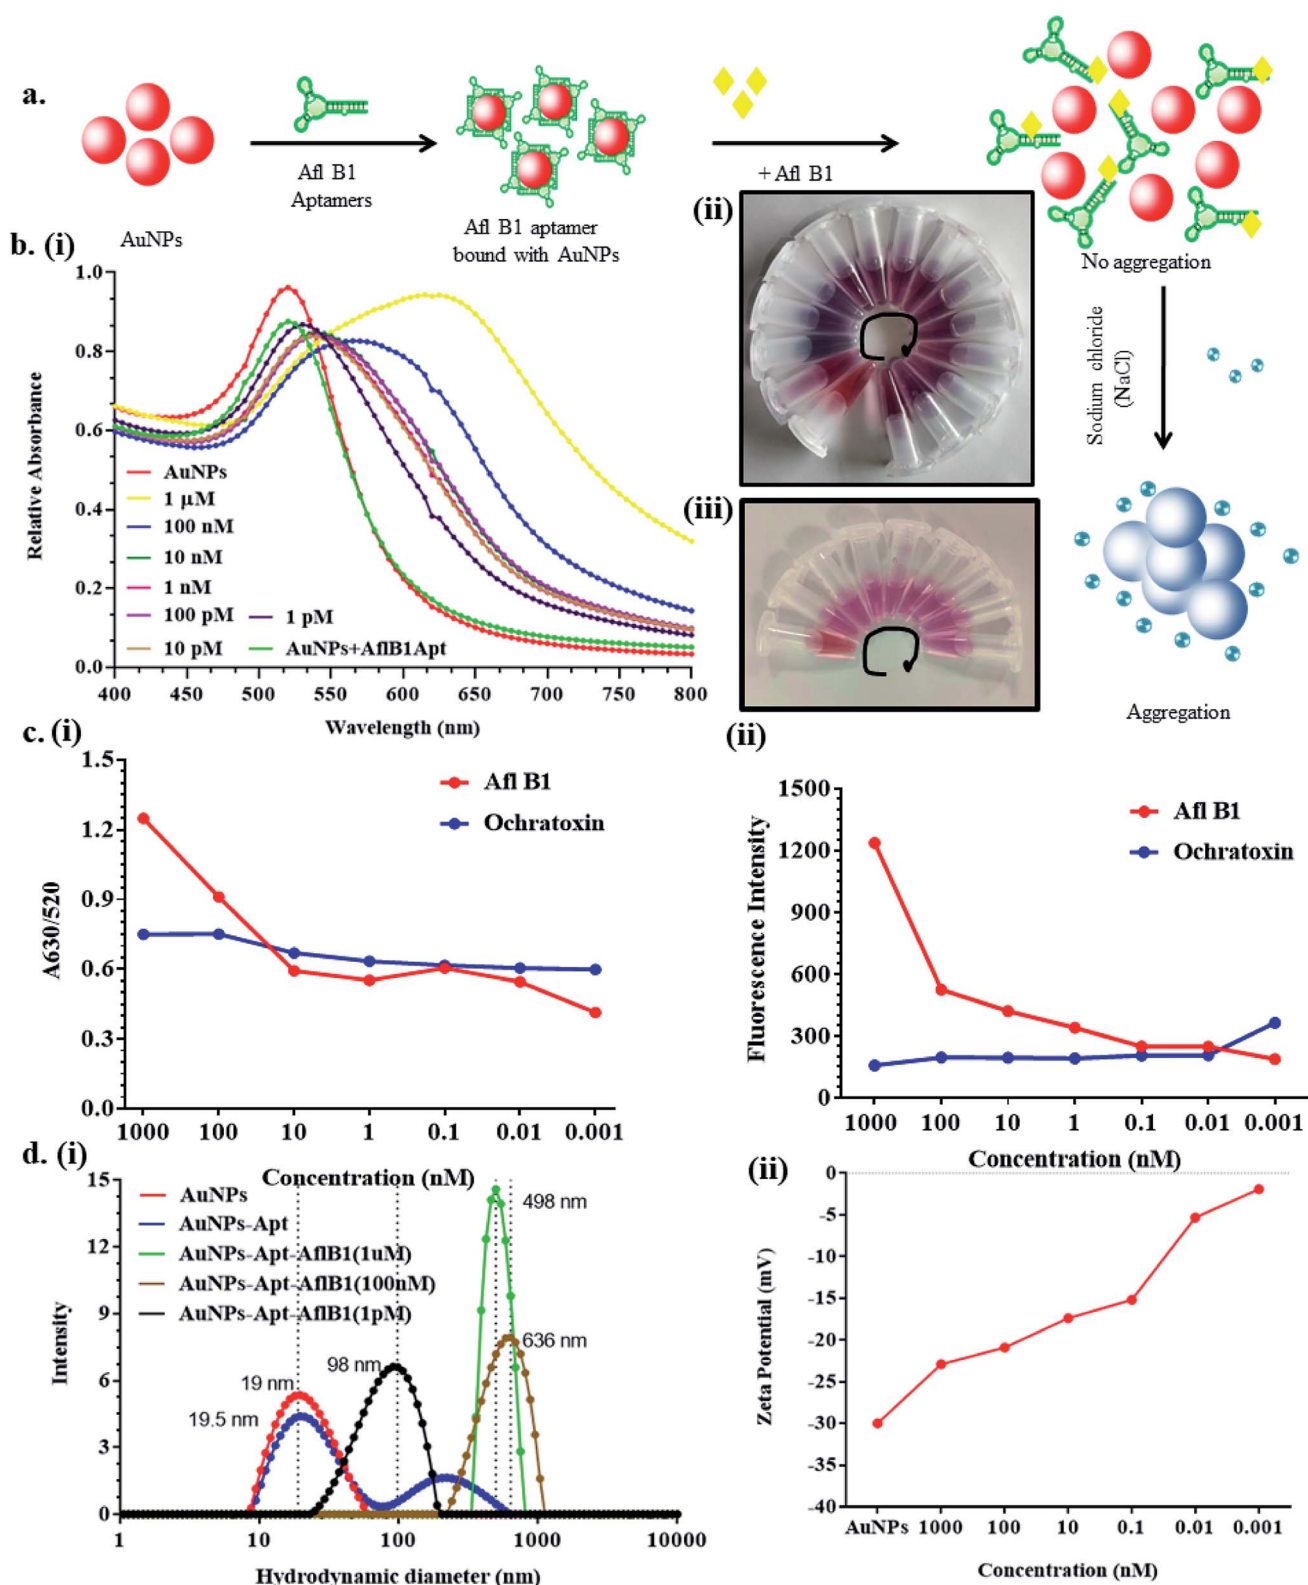 a.
AuNPs
Afl B1
Aptamers
Afl B1 aptamer
bound with AuNPs
+ Afl B1
No aggregation
Sodium chloride
(NaCl)
Aggregation
b. (i)
1.0
0.8
0.6
0.4
0.2
0.0
Relative Absorbance
AuNPs
1 µM
100 nM
10 nM
1 nM
100 pM
1 pM
10 pM
AuNPs+AflB1Apt
400
450
500
550
600
650
700
750
800
Wavelength (nm)
(ii)
(iii)
c. (i)
1.5
1.2
0.9
0.6
0.3
0.0
A630/520
Afl B1
Ochratoxin
1000
100
10
1
0.1
0.01
0.001
Concentration (nM)
(ii)
1500
1200
900
600
300
0
Fluorescence Intensity
Afl B1
Ochratoxin
1000
100
10
1
0.1
0.01
0.001
Concentration (nM)
d. (i)
15
12
9
6
3
0
Intensity
AuNPs
AuNPs-Apt
AuNPs-Apt-AflB1(1uM)
AuNPs-Apt-AflB1(100nM)
AuNPs-Apt-AflB1(1pM)
498 nm
636 nm
98 nm
19 nm
19.5 nm
1
10
100
1000
10000
Hydrodynamic diameter (nm)
(ii)
0
-5
-10
-15
-20
-25
-30
-35
-40
Zeta Potential (mV)
AuNPs
1000
100
10
0.1
0.01
0.001
Concentration (nM)